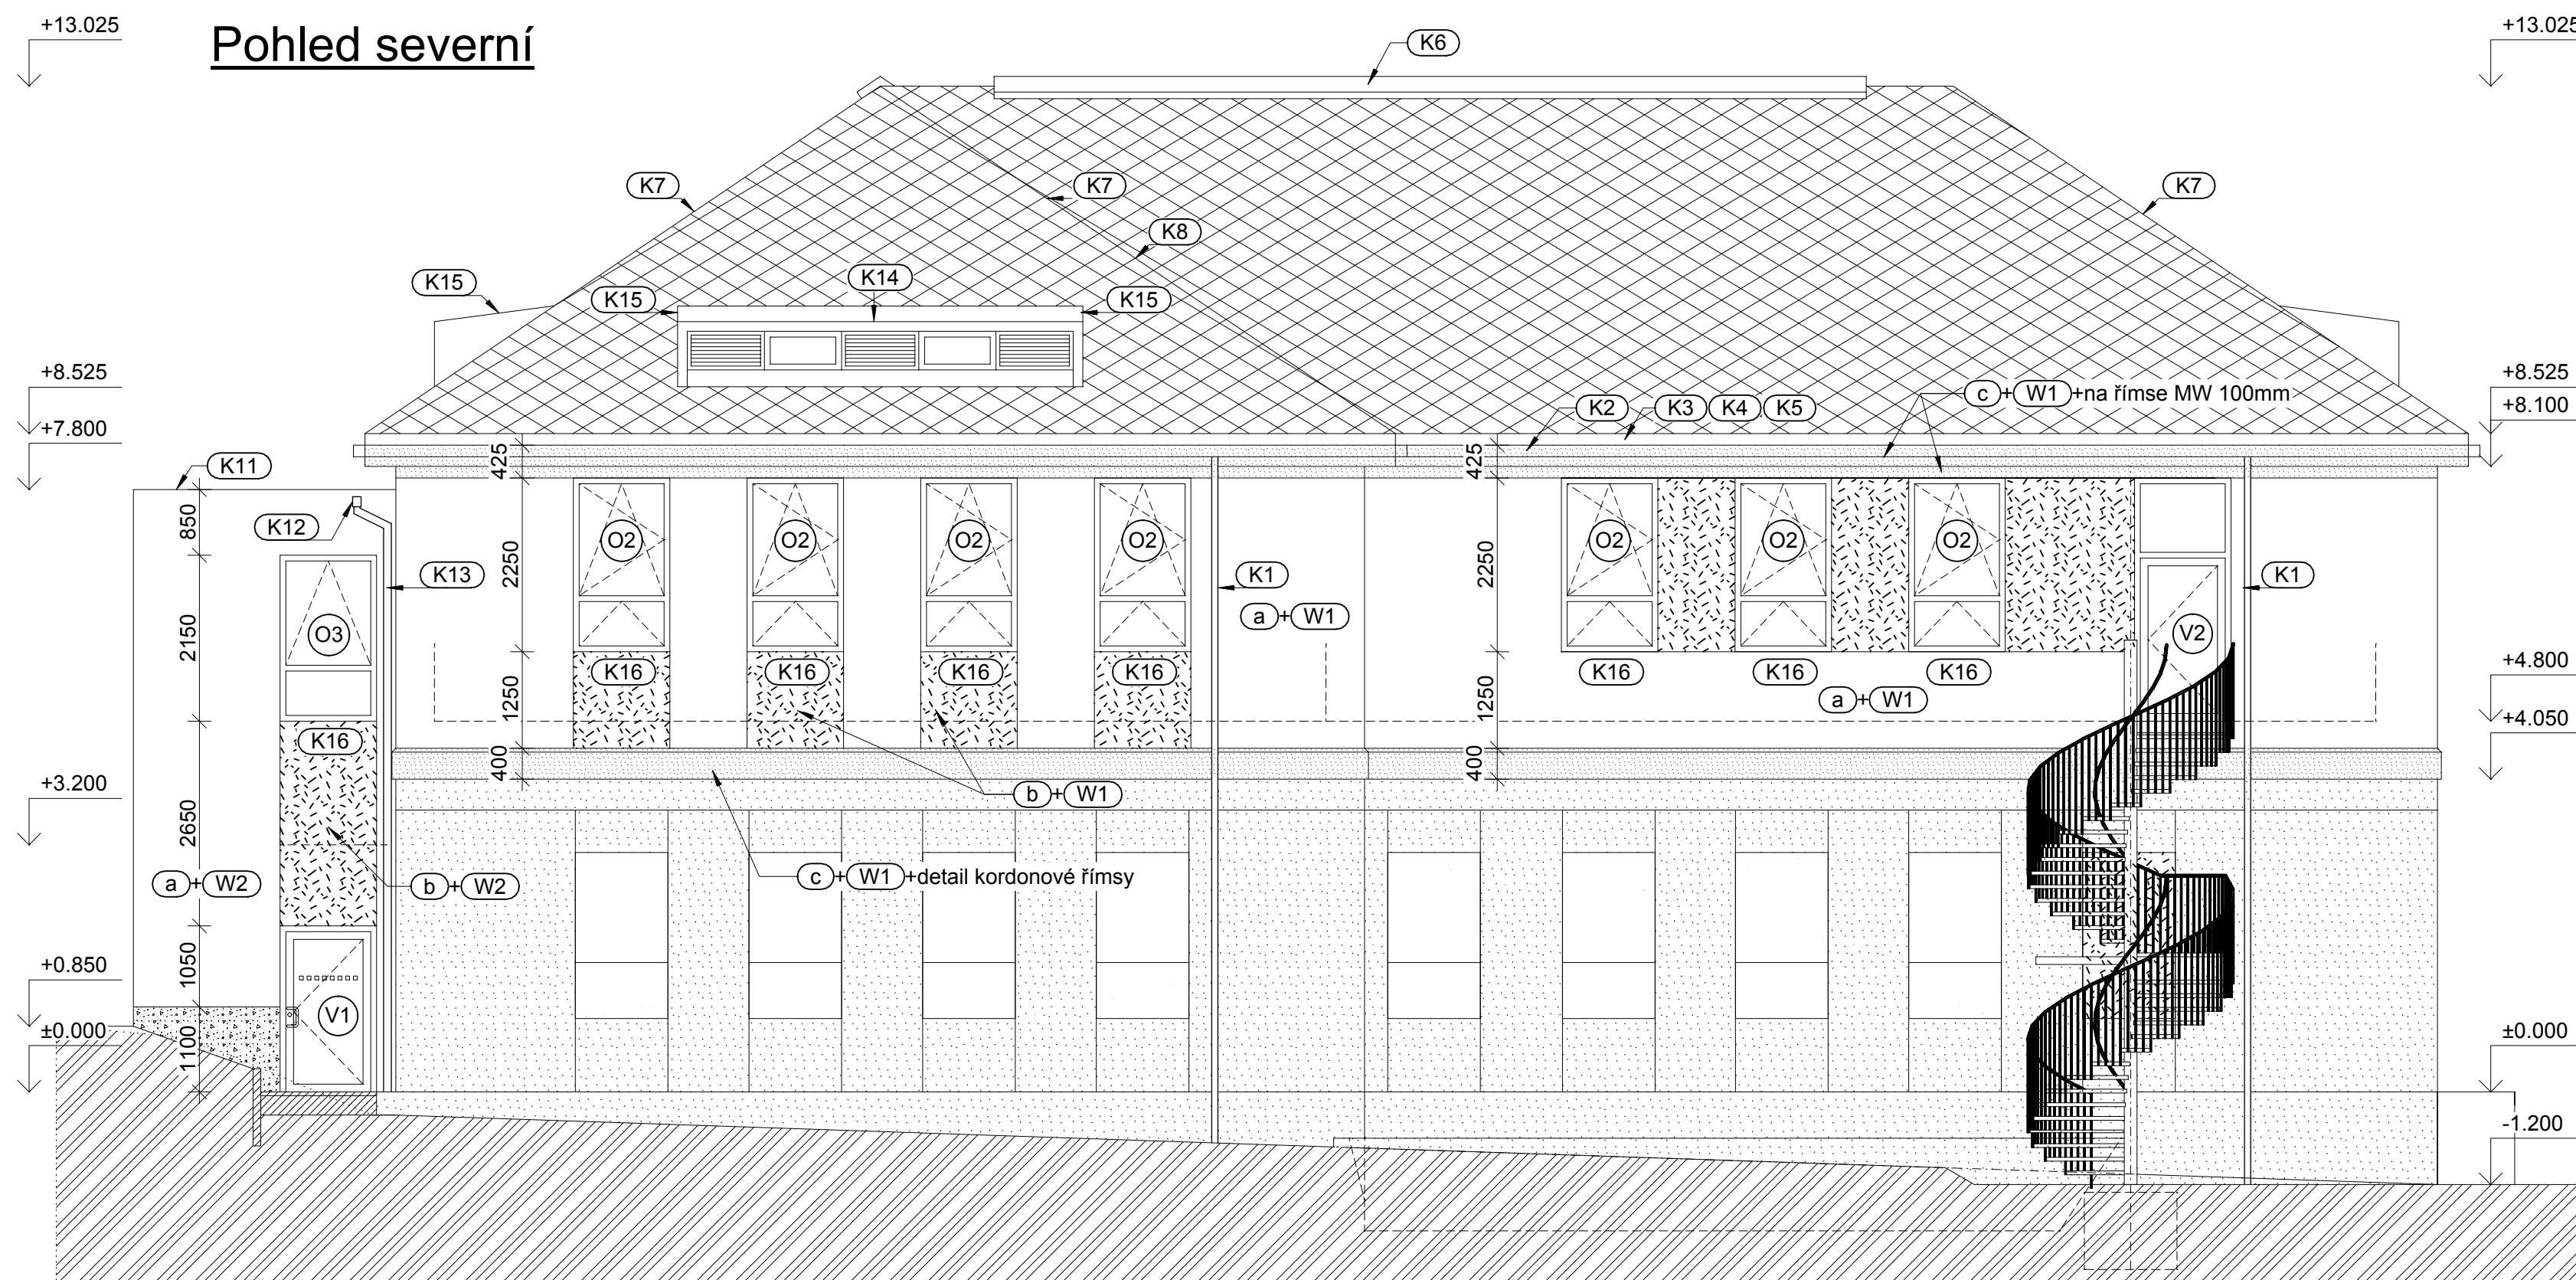 +13.025
Pohled severní
+13.025
K6
K7
K7
K7
K8
K15
K14
K15
K15
+8.525
+8.525
c + W1 +na římse MW 100mm
K2
K3 K4 K5
+8.100
+7.800
425
425
K11
K12
850
O2
O2
O2
O2
O2
O2
O2
2250
2250
K13
K1
K1
a + W1
2150
O3
V2
K16
K16
K16
K16
K16
K16
K16
+4.800
a + W1
1250
1250
+4.050
K16
400
400
+3.200
b + W1
2650
a + W2
b + W2
c + W1 +detail kordonové římsy
+0.850
1050
V1
±0.000
±0.000
1100
-1.200